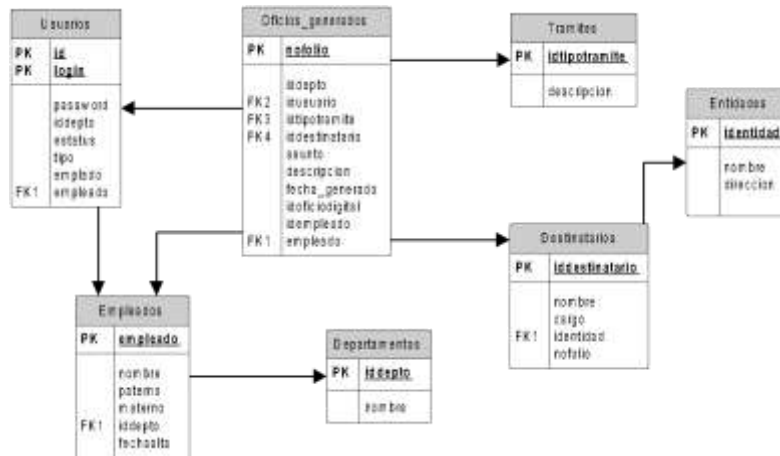 Usuarios
PK id
PK login
password
iddepto
estatus
tipo
emplado
FK1 empleado
Oficios_generados
PK nofolio
iddepto
FK2 idusuario
FK3 idtipotramite
FK4 iddestinatario
asunto
descripcion
fecha_generado
idoficiodigital
idempleado
FK1 empleado
Tramites
PK idtipotramite
descripcion
Entidades
PK identidad
nombre
direccion
Destinatarios
PK iddestinatario
nombre
cargo
FK1 identidad
nofolio
Empleados
PK empleado
nombre
paterno
materno
FK1 iddepto
fechaalta
Departamentos
PK iddepto
nombre